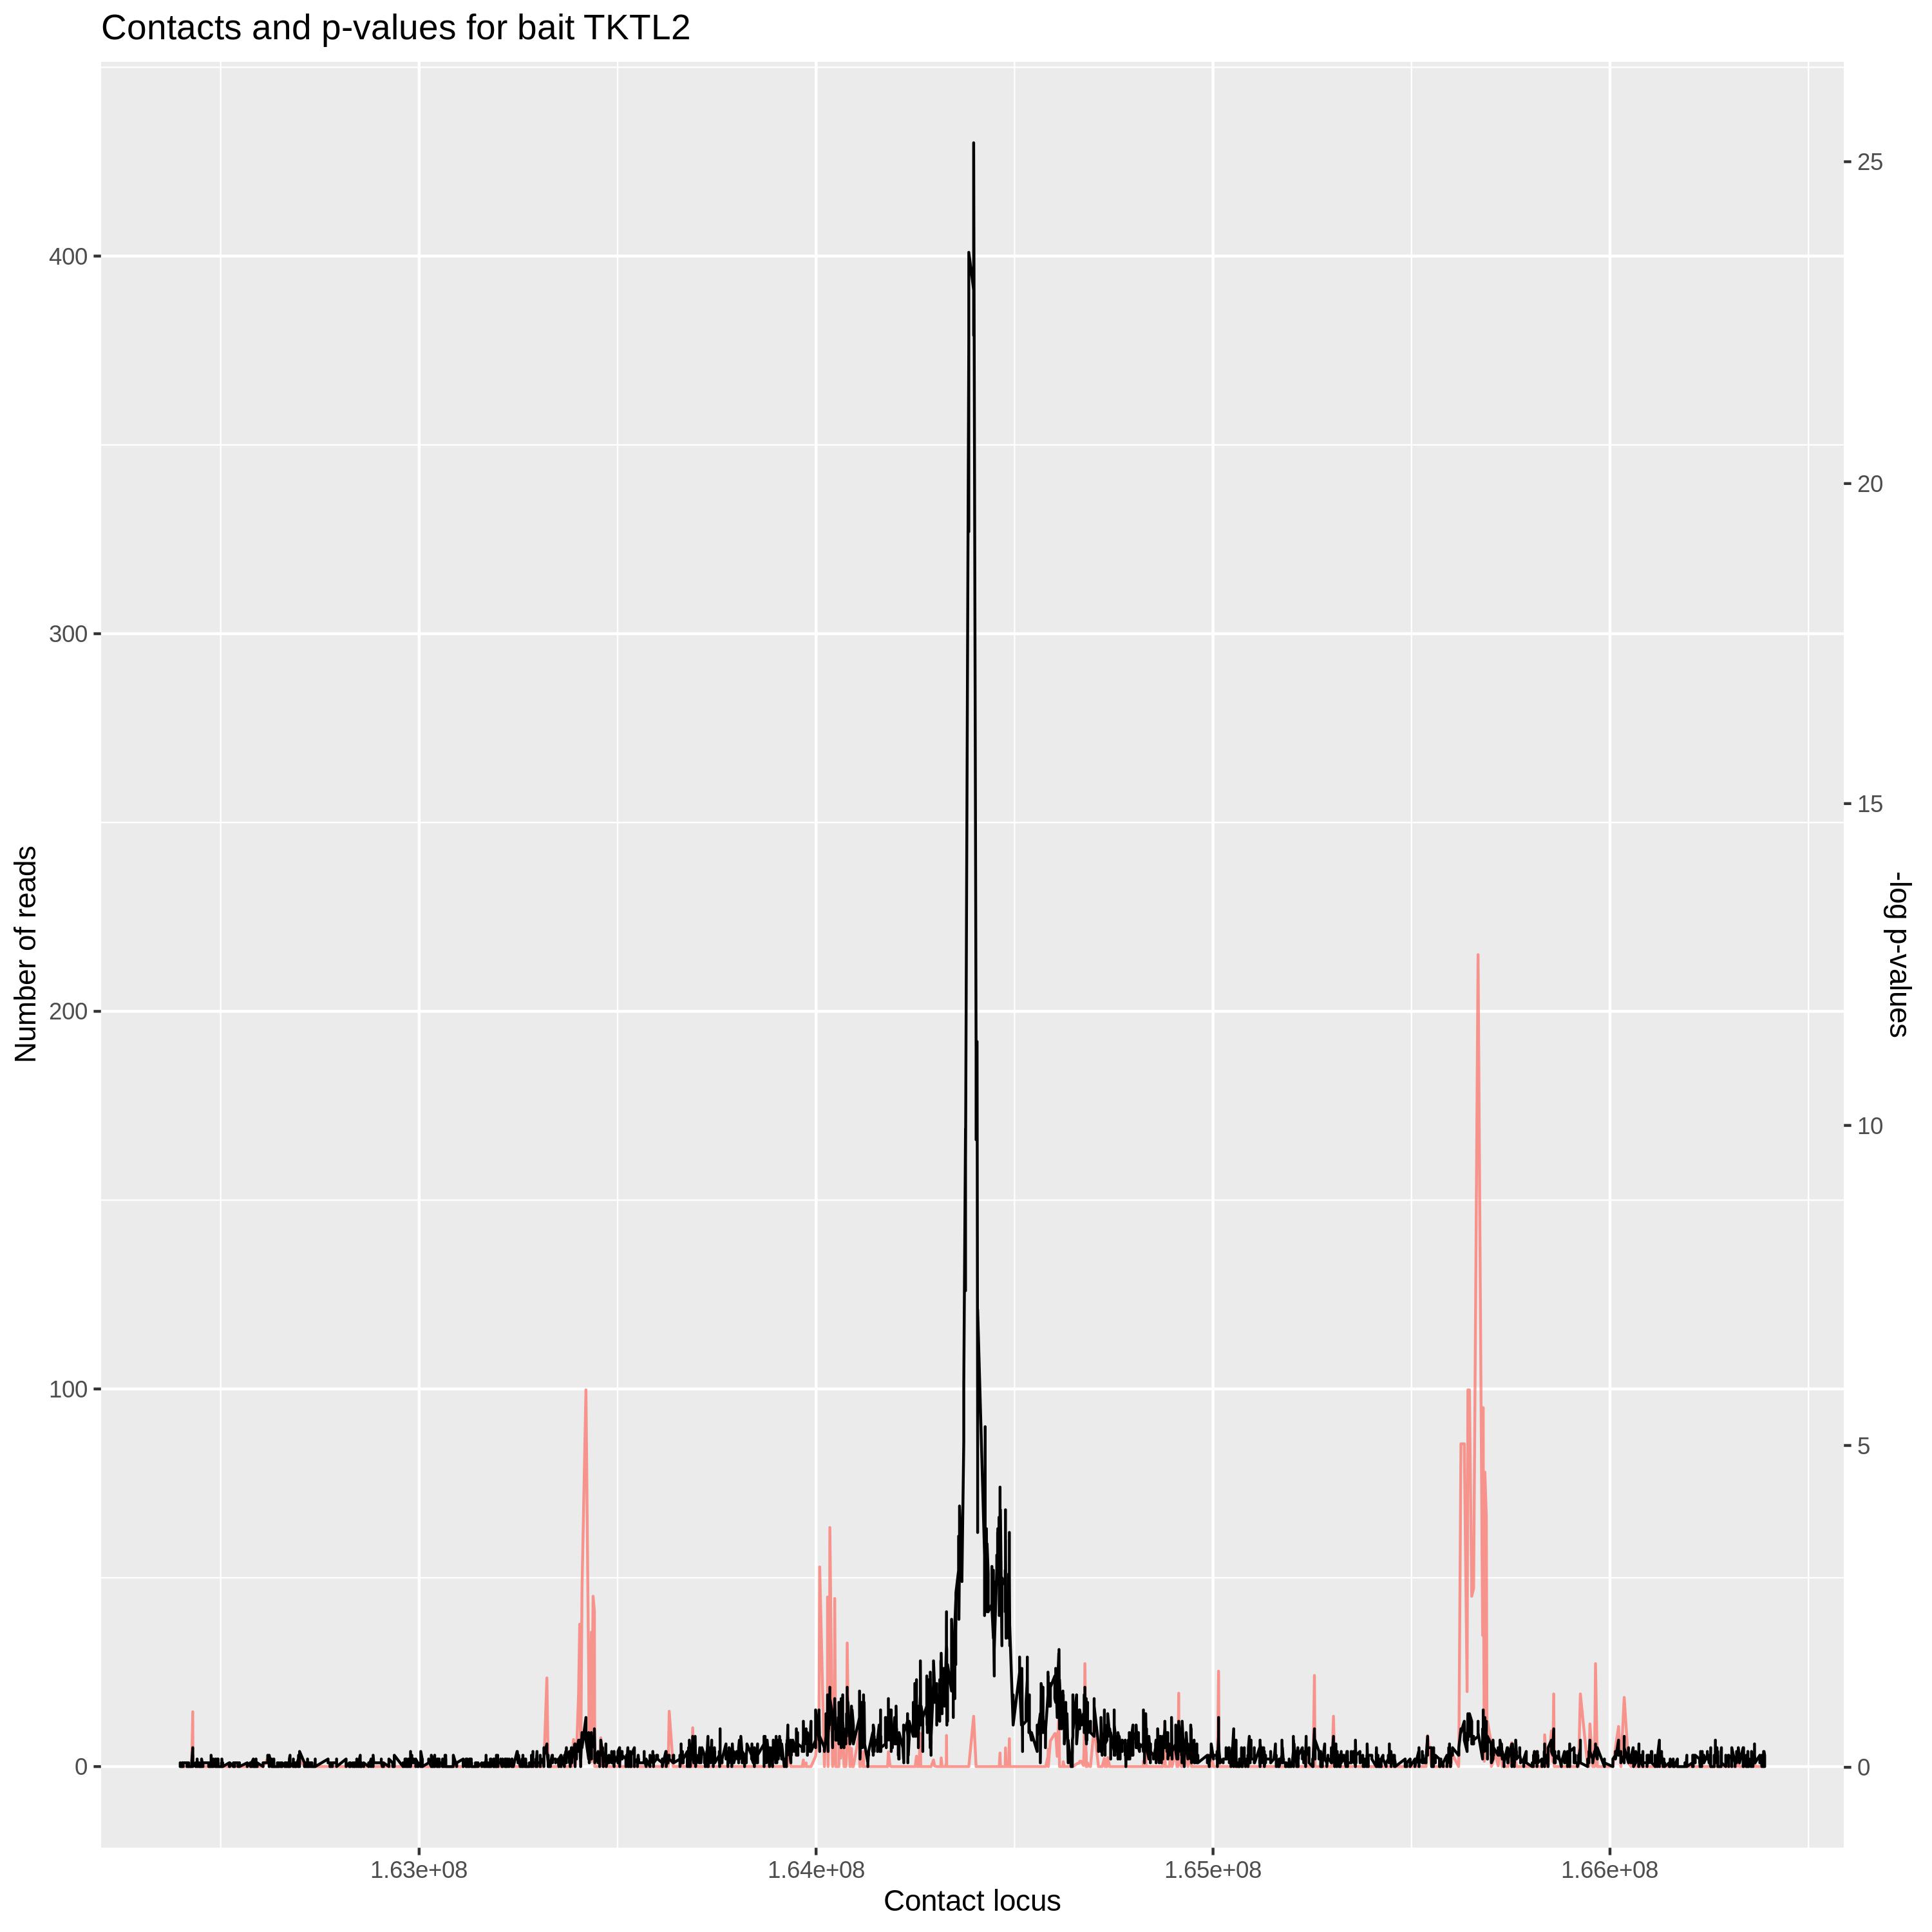 Contacts and p-values for bait TKTL2
Number of reads
400
300
200
100
0
25
20
15
10
5
0
-log p-values
1.63e+08
1.64e+08
1.65e+08
1.66e+08
Contact locus